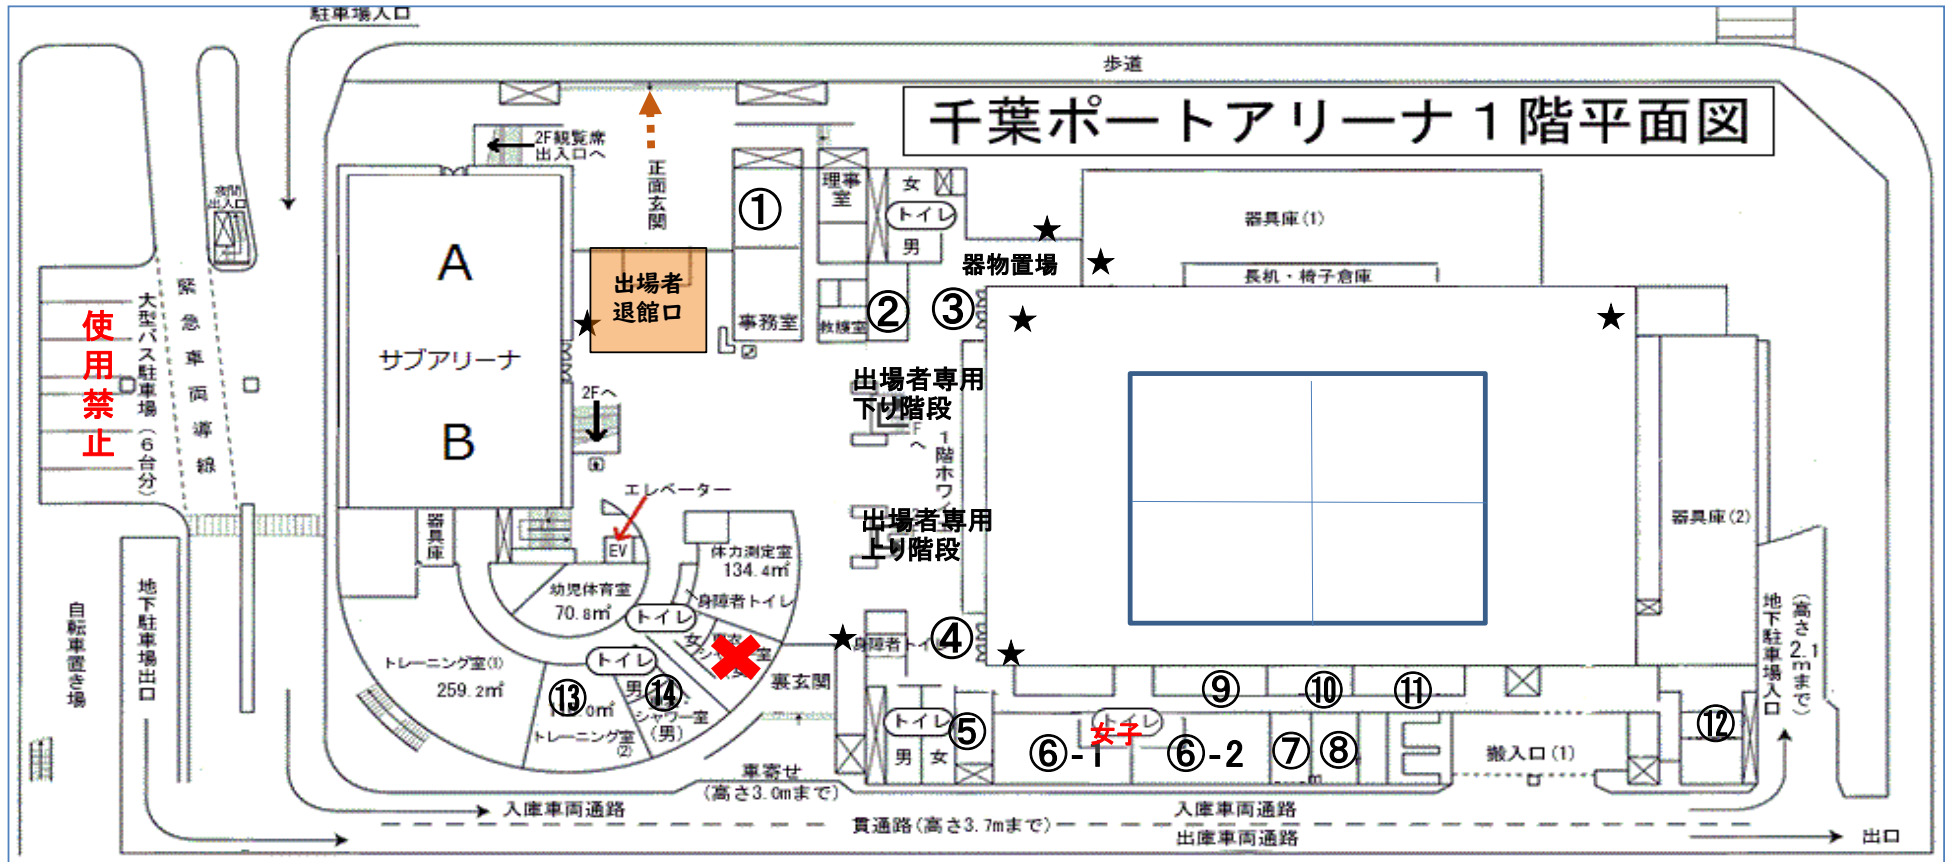 駐車場入口
歩道
千葉ポートアリーナ1階平面図
2F観覧席
出入口へ
正面玄関
夜間
出入口
①
理事
室
女
トイレ
男
器具庫(1)
器物置場
長机・椅子倉庫
A
サブアリーナ
B
出場者
退館口
事務室
救護室
②
③
使用禁止
大型バス駐車場(6台分)
緊急車両導線
2Fへ
出場者専用
下り階段
出場者専用
上り階段
エレベーター
EV
器具庫
体力測定室
134.4㎡
幼児体育室
70.8㎡
身障者トイレ
トイレ
女
室
トイレ
トレーニング室(1)
259.2㎡
⑬
トレーニング室
(2)
男
⑭
シャワー室
(男)
裏玄関
身障者トイレ
④
器具庫(2)
地下駐車場入口
(高さ2.1mまで)
自転車置き場
地下駐車場出口
トイレ
男
女
⑤
トイレ
女子
⑥-1
⑥-2
⑦
⑧
⑨
⑩
⑪
⑫
搬入口(1)
車寄せ
(高さ3.0mまで)
入庫車両通路
入庫車両通路
貫通路(高さ3.7mまで)
出庫車両通路
出口